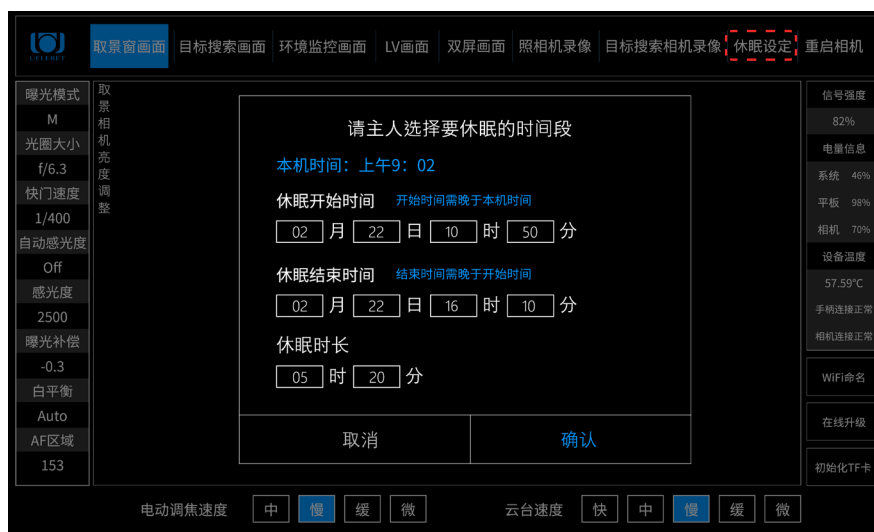 取景窗画面 目标搜索画面 环境监控画面 LV画面 双屏画面 照相机录像 目标搜索相机录像 休眠设定 重启相机
曝光模式
M
光圈大小
f/6.3
快门速度
1/400
自动感光度
Off
感光度
2500
曝光补偿
-0.3
白平衡
Auto
AF区域
153
取景相机亮度调整
请主人选择要休眠的时间段
本机时间：上午9：02
休眠开始时间 开始时间需晚于本机时间
02 月 22 日 10 时 50 分
休眠结束时间 结束时间需晚于开始时间
02 月 22 日 16 时 10 分
休眠时长
05 时 20 分
取消 确认
信号强度
82%
电量信息
系统 46%
平板 98%
相机 70%
设备温度
57.59°C
手柄连接正常
相机连接正常
WiFi命名
在线升级
初始化TF卡
电动调焦速度 中 慢 缓 微 云台速度 快 中 慢 缓 微